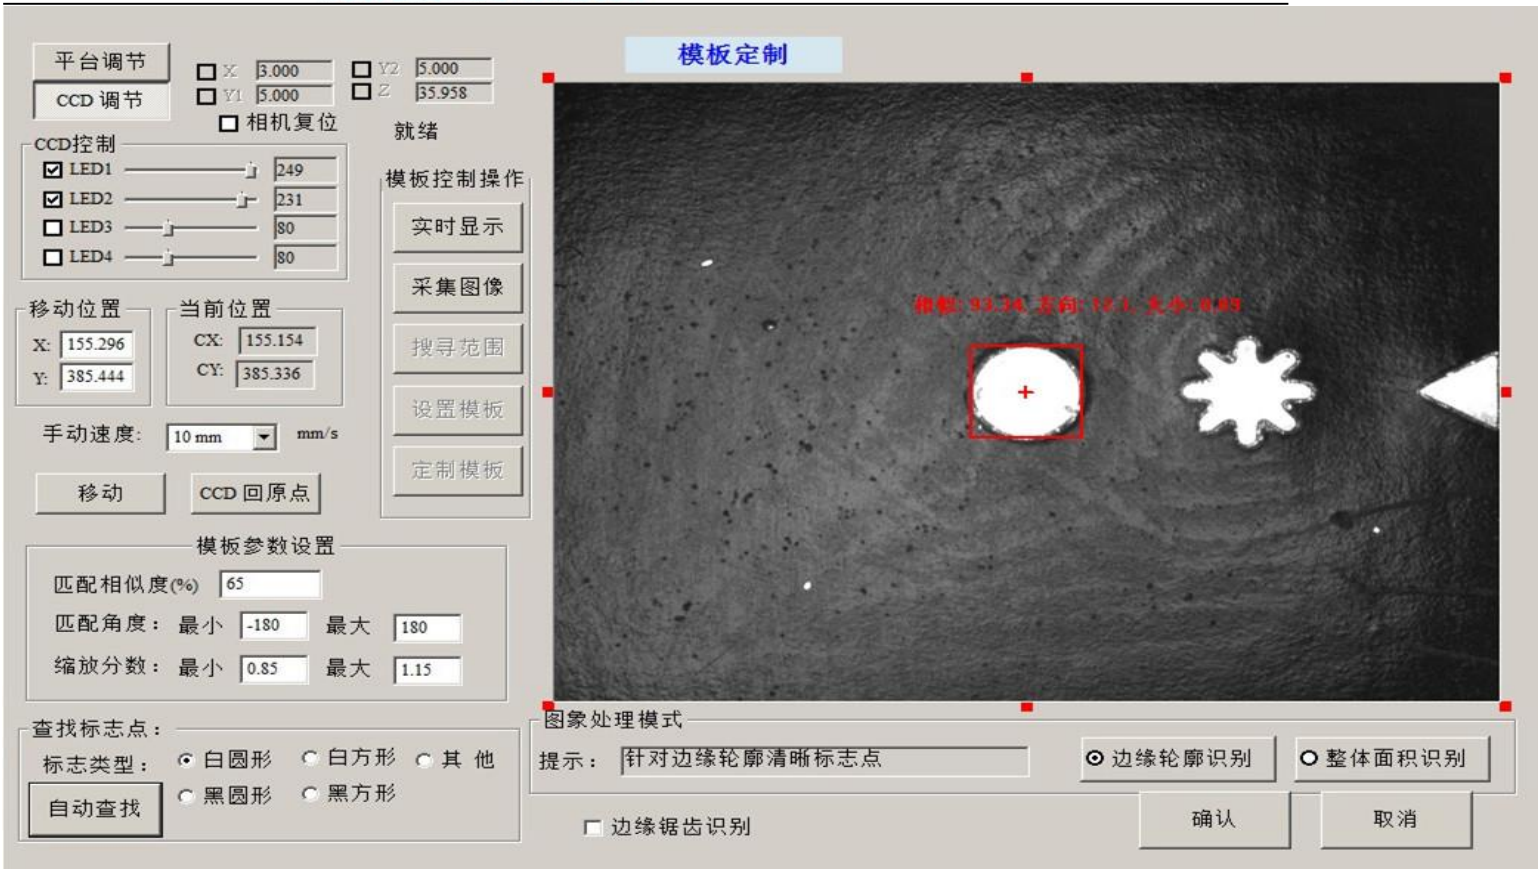 模板定制
平台调节
CCD 调节
X 3.000 Y2 5.000
Y1 5.000 Z 35.958
相机复位
就绪
CCD控制
LED1 249
LED2 231
LED3 80
LED4 80
模板控制操作
实时显示
采集图像
搜寻范围
设置模板
定制模板
移动位置
X: 155.296
Y: 385.444
当前位置
CX: 155.154
CY: 385.336
手动速度: 10 mm mm/s
移动 CCD 回原点
模板参数设置
匹配相似度(%) 65
匹配角度: 最小 -180 最大 180
缩放分数: 最小 0.85 最大 1.15
查找标志点:
标志类型: 白圆形 白方形 其 他
黑圆形 黑方形
自动查找
方向: 大小:
图象处理模式
提示: 针对边缘轮廓清晰标志点 边缘轮廓识别 整体面积识别
边缘锯齿识别
确认 取消